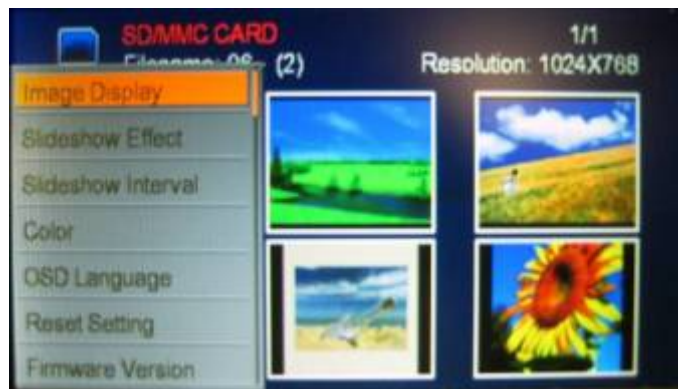 SD/MMC CARD
1/1
Filename: 06- (2)
Resolution: 1024X768
Image Display
Slideshow Effect
Slideshow Interval
Color
OSD Language
Reset Setting
Firmware Version